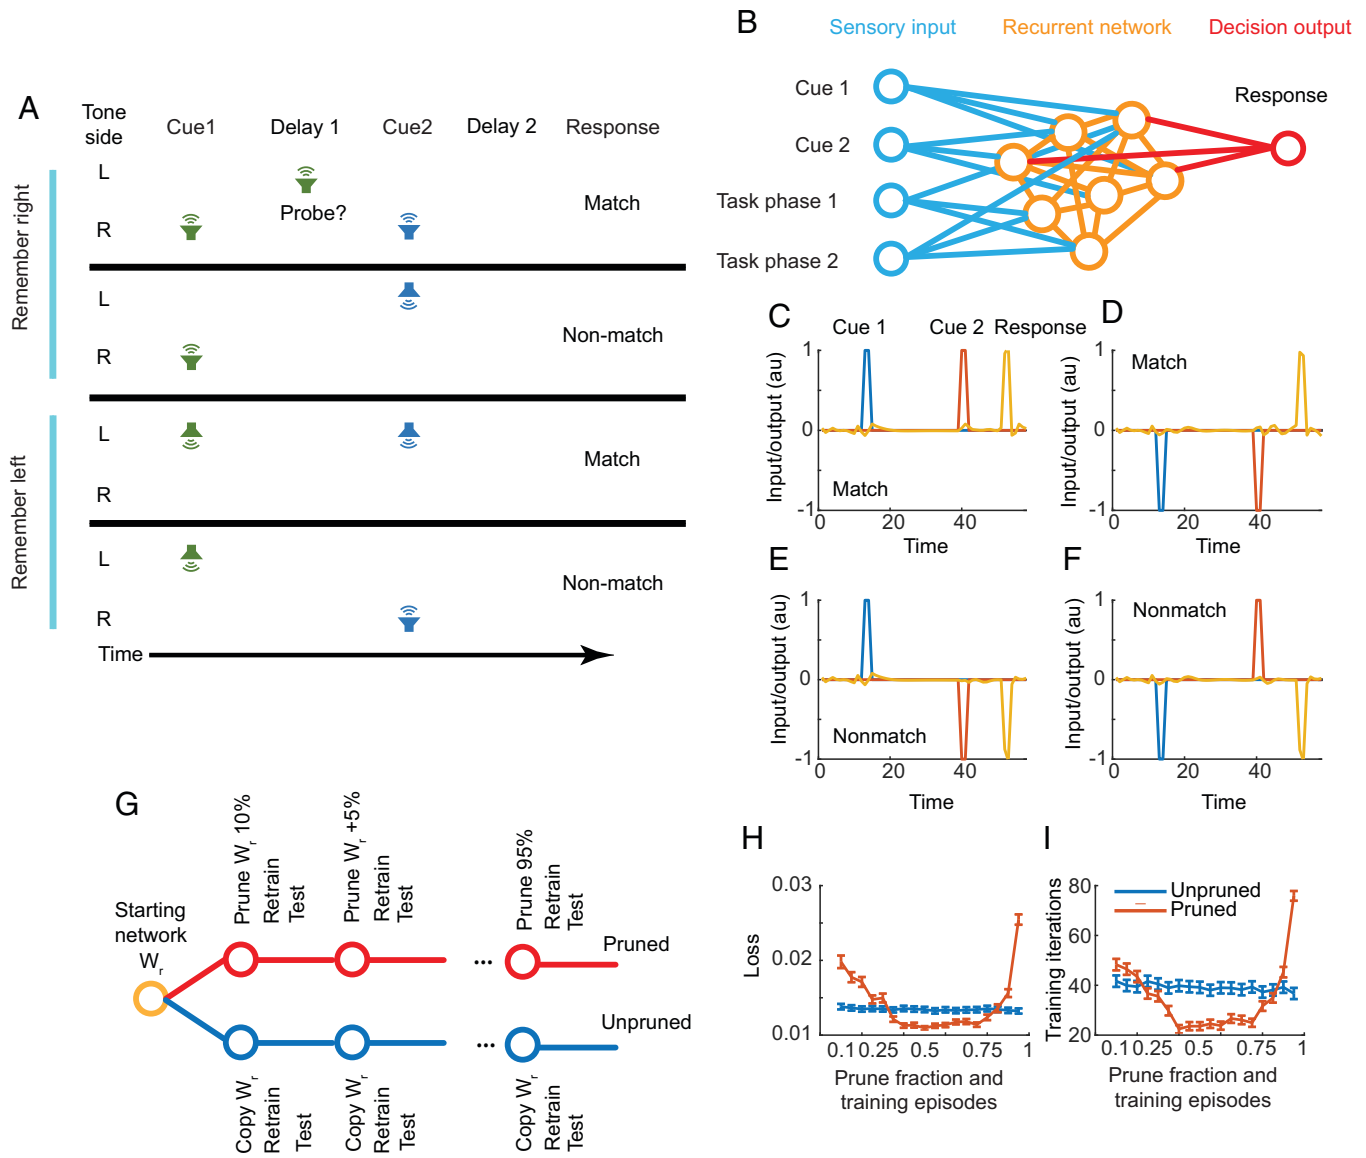 A
Tone side
Cue1
Delay 1
Cue2
Delay 2
Response
Remember right
L
Probe?
R
Match
L
R
Non-match
Remember left
L
R
Match
L
R
Non-match
Time
B
Sensory input
Recurrent network
Decision output
Cue 1
Cue 2
Task phase 1
Task phase 2
Response
C
Cue 1
Cue 2
Response
Input/output (au)
1
0
-1
Match
0
20
40
Time
D
Input/output (au)
1
0
-1
Match
0
20
40
Time
E
Input/output (au)
1
0
-1
Nonmatch
0
20
40
Time
F
Input/output (au)
1
0
-1
Nonmatch
0
20
40
Time
G
Starting
network
Wr
Prune Wr 10%
Retrain
Test
Prune Wr +5%
Retrain
Test
...
Prune 95%
Retrain
Test
Pruned
Copy Wr
Retrain
Test
Copy Wr
Retrain
Test
...
Copy Wr
Retrain
Test
Unpruned
H
Loss
0.03
0.02
0.01
0.1
0.25
0.5
0.75
1
Prune fraction and
training episodes
I
Training iterations
80
60
40
20
Unpruned
Pruned
0.1
0.25
0.5
0.75
1
Prune fraction and
training episodes